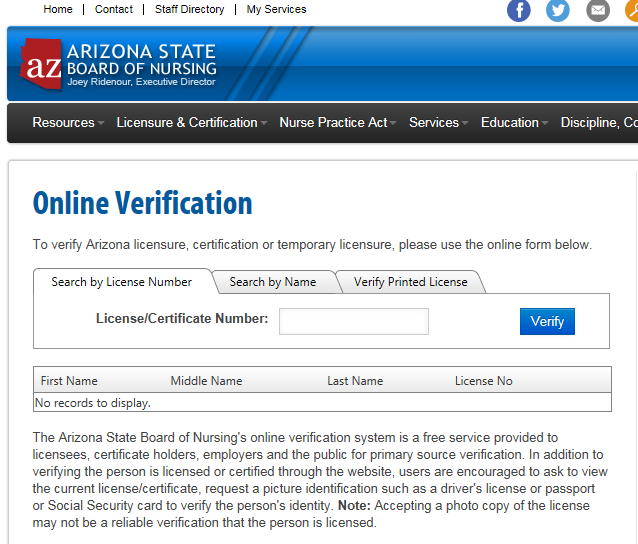 Home | Contact | Staff Directory | My Services
az
ARIZONA STATE
BOARD OF NURSING
Joey Ridenour, Executive Director
Resources Licensure & Certification Nurse Practice Act Services Education Discipline, Co
Online Verification
To verify Arizona licensure, certification or temporary licensure, please use the online form below.
Search by License Number Search by Name Verify Printed License
License/Certificate Number: Verify
First Name Middle Name Last Name License No
No records to display.
The Arizona State Board of Nursing's online verification system is a free service provided to
licensees, certificate holders, employers and the public for primary source verification. In addition to
verifying the person is licensed or certified through the website, users are encouraged to ask to view
the current license/certificate, request a picture identification such as a driver's license or passport
or Social Security card to verify the person's identity. Note: Accepting a photo copy of the license
may not be a reliable verification that the person is licensed.